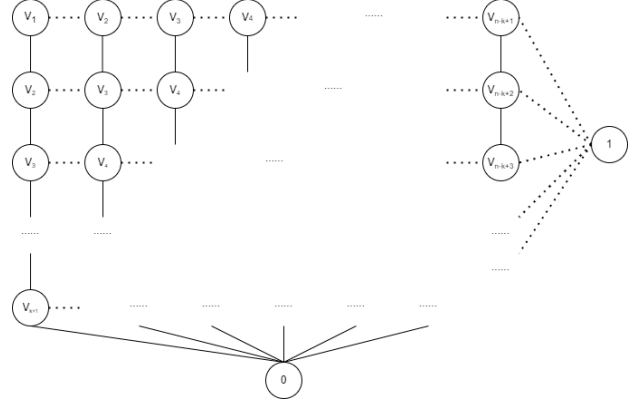 V₁ V₂ V₃ V₄ ...... Vₙ₋ₖ₊₁
V₂ V₃ V₄ ...... Vₙ₋ₖ₊₂
1
V₃ V₄ ...... Vₙ₋ₖ₊₃
...... ...... ......
......
Vₖ₊₁ ...... ...... ...... ...... ......
0